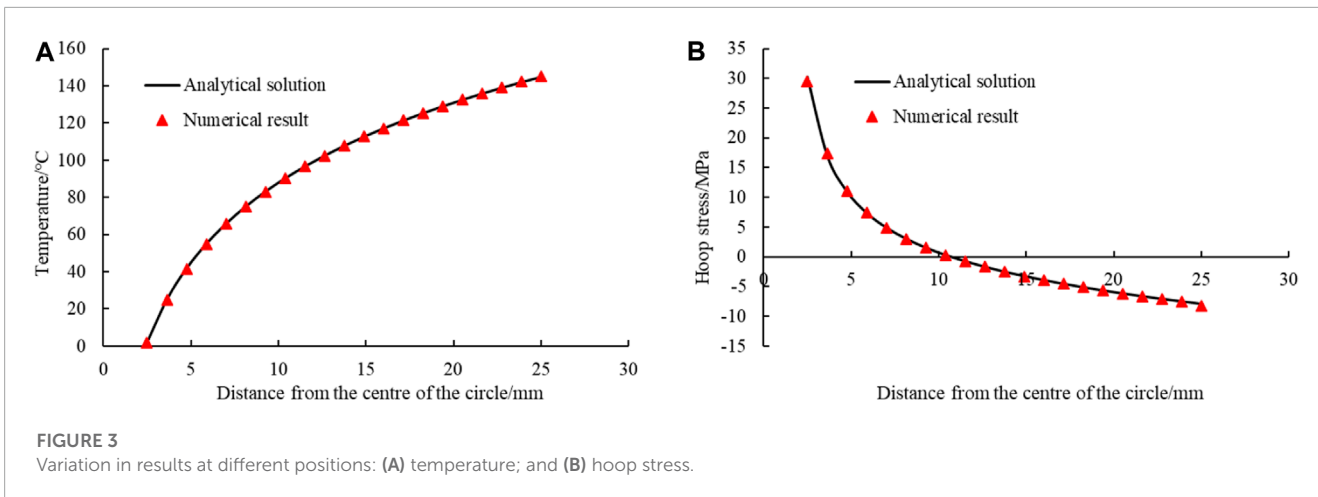 A
160
140
120
100
80
60
40
20
0
Temperature/°C
Analytical solution
Numerical result
0 5 10 15 20 25 30
Distance from the centre of the circle/mm
B
35
30
25
20
15
10
5
0
-5
-10
-15
Hoop stress/MPa
Analytical solution
Numerical result
0 5 10 15 20 25 30
Distance from the centre of the circle/mm
FIGURE 3
Variation in results at different positions: (A) temperature; and (B) hoop stress.